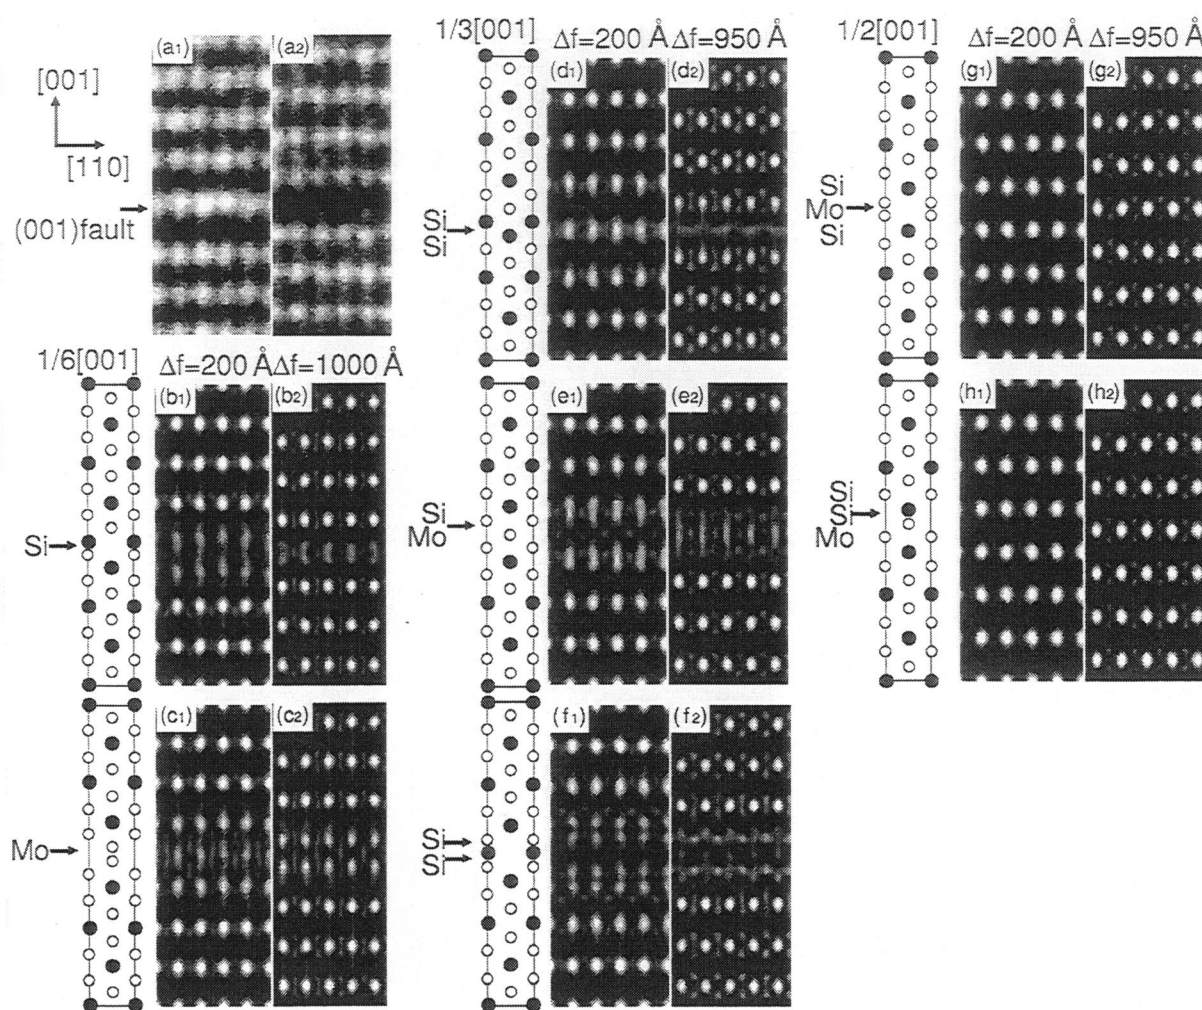 (a1)
(a2)
[001]
[110]
(001)fault
1/3[001]
Δf=200 Å
Δf=950 Å
(d1)
(d2)
Si
Si
1/2[001]
Δf=200 Å
Δf=950 Å
(g1)
(g2)
Si
Mo
Si
1/6[001]
Δf=200 Å
Δf=1000 Å
(b1)
(b2)
Si
(e1)
(e2)
Si
Mo
(h1)
(h2)
Si
Si
Mo
(c1)
(c2)
Mo
(f1)
(f2)
Si
Si